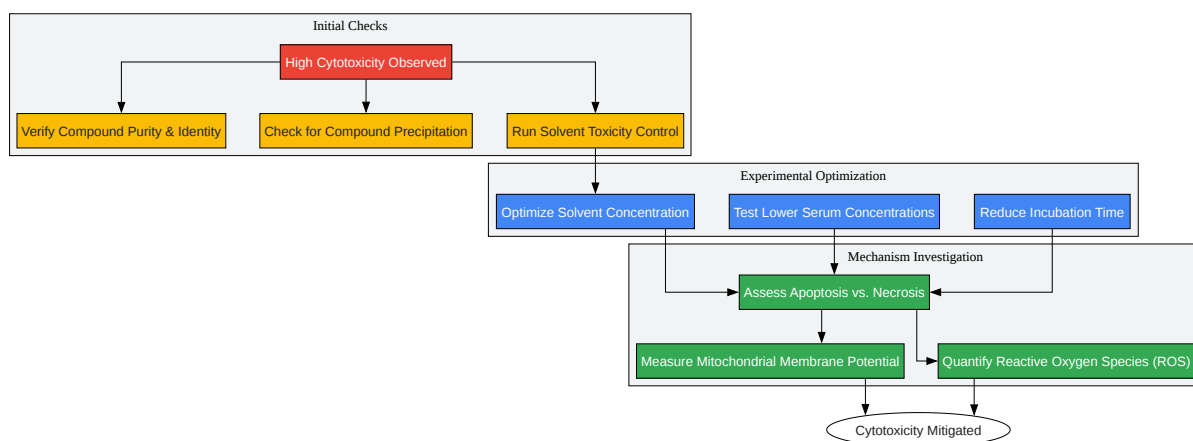 Initial Checks
High Cytotoxicity Observed
Verify Compound Purity & Identity
Check for Compound Precipitation
Run Solvent Toxicity Control
Experimental Optimization
Optimize Solvent Concentration
Test Lower Serum Concentrations
Reduce Incubation Time
Mechanism Investigation
Assess Apoptosis vs. Necrosis
Measure Mitochondrial Membrane Potential
Quantify Reactive Oxygen Species (ROS)
Cytotoxicity Mitigated